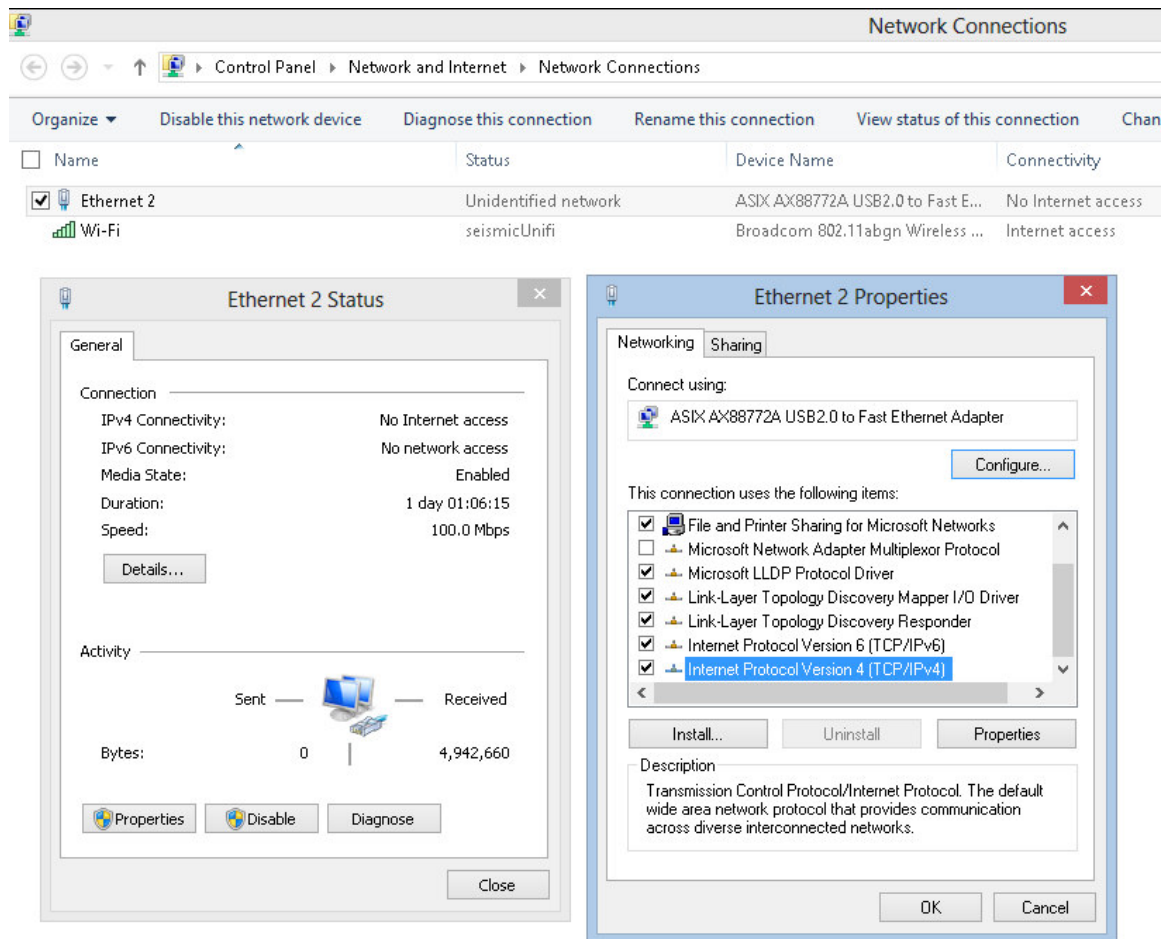 Network Connections
Control Panel Network and Internet Network Connections
Organize Disable this network device Diagnose this connection Rename this connection View status of this connection Chan
Name Status Device Name Connectivity
Ethernet 2 Unidentified network ASIX AX88772A USB2.0 to Fast E... No Internet access
Wi-Fi seismicUnifi Broadcom 802.11abgn Wireless ... Internet access
Ethernet 2 Status
General
Connection
IPv4 Connectivity: No Internet access
IPv6 Connectivity: No network access
Media State: Enabled
Duration: 1 day 01:06:15
Speed: 100.0 Mbps
Details...
Activity
Sent Received
Bytes: 0 4,942,660
Properties Disable Diagnose
Close
Ethernet 2 Properties
Networking Sharing
Connect using:
ASIX AX88772A USB2.0 to Fast Ethernet Adapter
Configure...
This connection uses the following items:
File and Printer Sharing for Microsoft Networks
Microsoft Network Adapter Multiplexor Protocol
Microsoft LLDP Protocol Driver
Link-Layer Topology Discovery Mapper I/O Driver
Link-Layer Topology Discovery Responder
Internet Protocol Version 6 (TCP/IPv6)
Internet Protocol Version 4 (TCP/IPv4)
Install... Uninstall Properties
Description
Transmission Control Protocol/Internet Protocol. The default
wide area network protocol that provides communication
across diverse interconnected networks.
OK Cancel